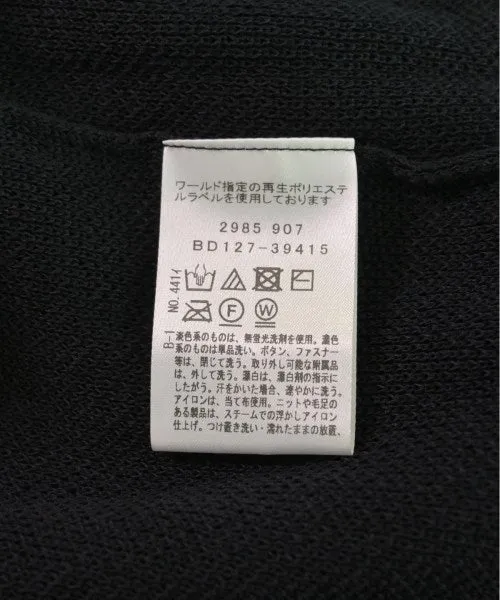 ワールド指定の再生ポリエステ
ルラベルを使用しております
2985 907
BD127-39415
F W
B-1 NO.441イ
淡色系のものは、無蛍光洗剤を使用。濃色
系のものは単品洗い。ボタン、ファスナー
等は、閉じて洗う。取り外し可能な附属品
は、外して洗う。漂白は、漂白剤の指示に
したがう。汗をかいた場合、速やかに洗う。
アイロンは、当て布使用。ニットや毛足の
ある製品は、スチームでの浮かしアイロン
仕上げ。つけ置き洗い・濡れたままの放置、